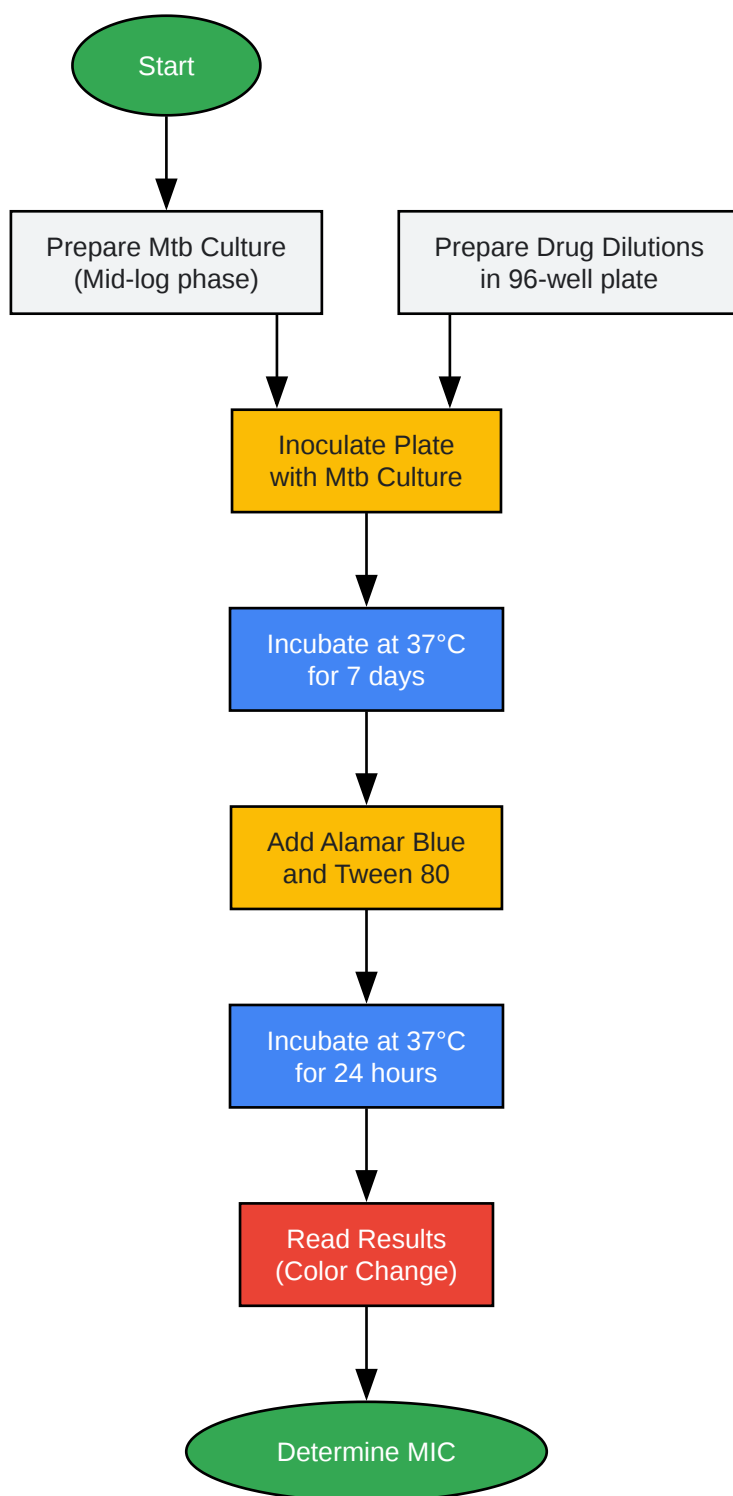 Start
Prepare Mtb Culture
(Mid-log phase)
Prepare Drug Dilutions
in 96-well plate
Inoculate Plate
with Mtb Culture
Incubate at 37°C
for 7 days
Add Alamar Blue
and Tween 80
Incubate at 37°C
for 24 hours
Read Results
(Color Change)
Determine MIC